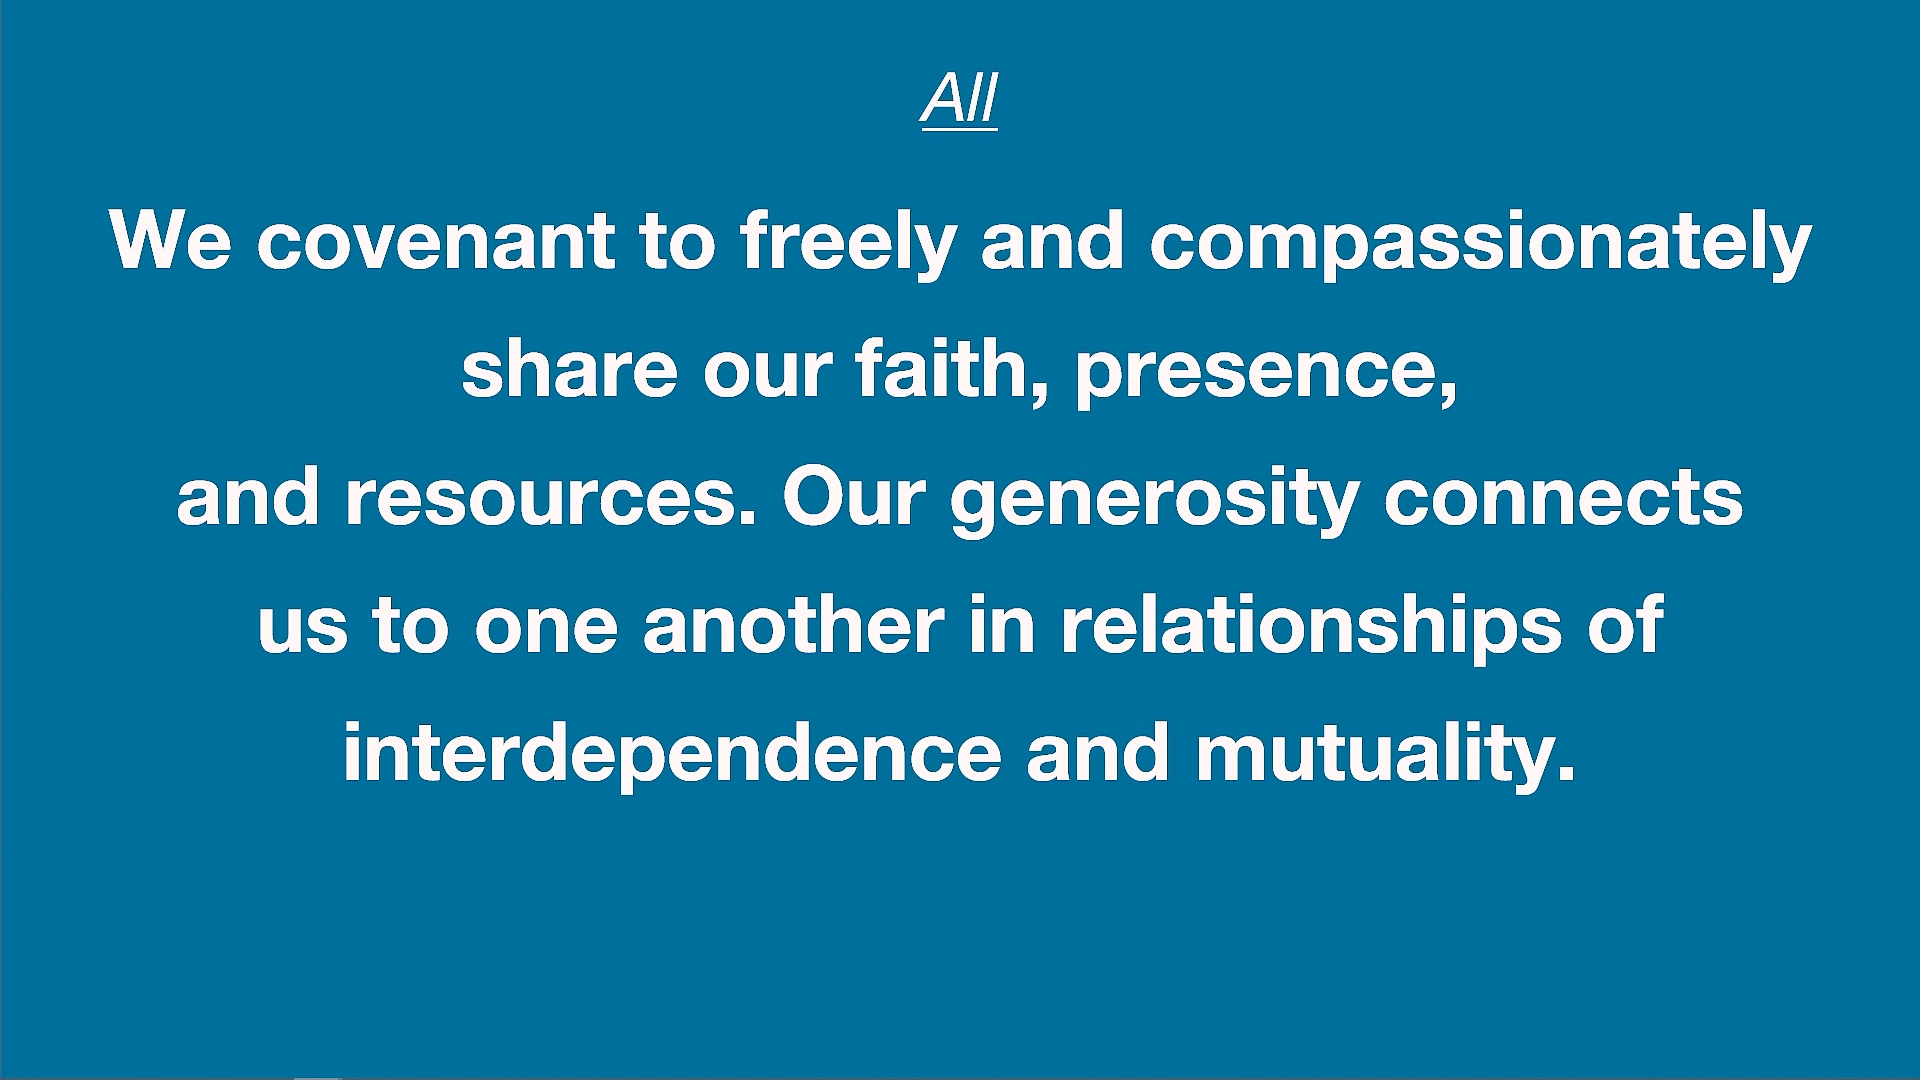 All
We covenant to freely and compassionately
share our faith, presence,
and resources. Our generosity connects
us to one another in relationships of
interdependence and mutuality.